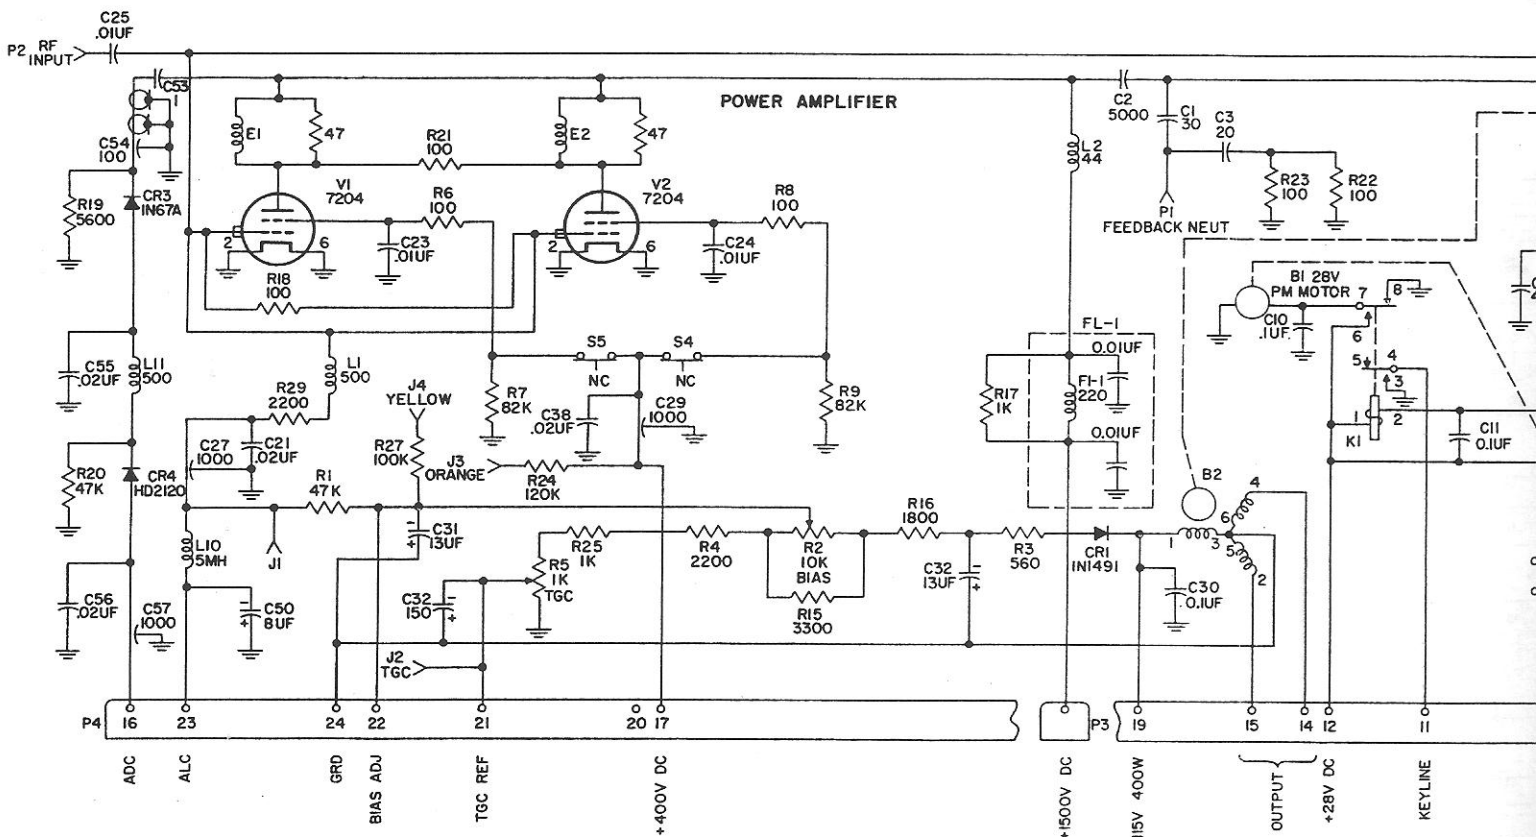 C25
.01UF
P2 RF
INPUT
C53
1
C54
100
E1
47
R21
100
E2
47
POWER AMPLIFIER
C2
5000
C1
30
C3
20
L2
44
R23
100
R22
100
P1
FEEDBACK NEUT
R19
5600
CR3
1N67A
V1
7204
R6
100
V2
7204
R8
100
2
6
C23
.01UF
2
6
C24
.01UF
R18
100
B1 28V
PM MOTOR
7
8
C10
.1UF
6
5
4
3
1
2
K1
C11
0.1UF
C55
.02UF
L11
500
R29
2200
L1
500
J4
YELLOW
S5
NC
S4
NC
R7
82K
R9
82K
C38
.02UF
C29
1000
FL-1
0.01UF
R17
1K
F1-1
220
0.01UF
C27
1000
C21
.02UF
R27
100K
J3
ORANGE
R24
120K
R20
47K
CR4
HD2120
R1
47K
B2
4
6
1
3
5
2
R16
1800
L10
5MH
J1
- C31
+ 13UF
R25
1K
R4
2200
R2
10K
BIAS
R3
560
CR1
1N1491
R5
1K
TGC
C32
150
-
+
C32
13UF
-
+
R15
3300
C30
0.1UF
C56
.02UF
C57
1000
- C50
+ 8UF
J2
TGC
P4
16
23
24
22
21
20
17
P3
19
15
14
12
11
ADC
ALC
GRD
BIAS ADJ
TGC REF
+400V DC
+1500V DC
115V 400W
OUTPUT
+28V DC
KEYLINE